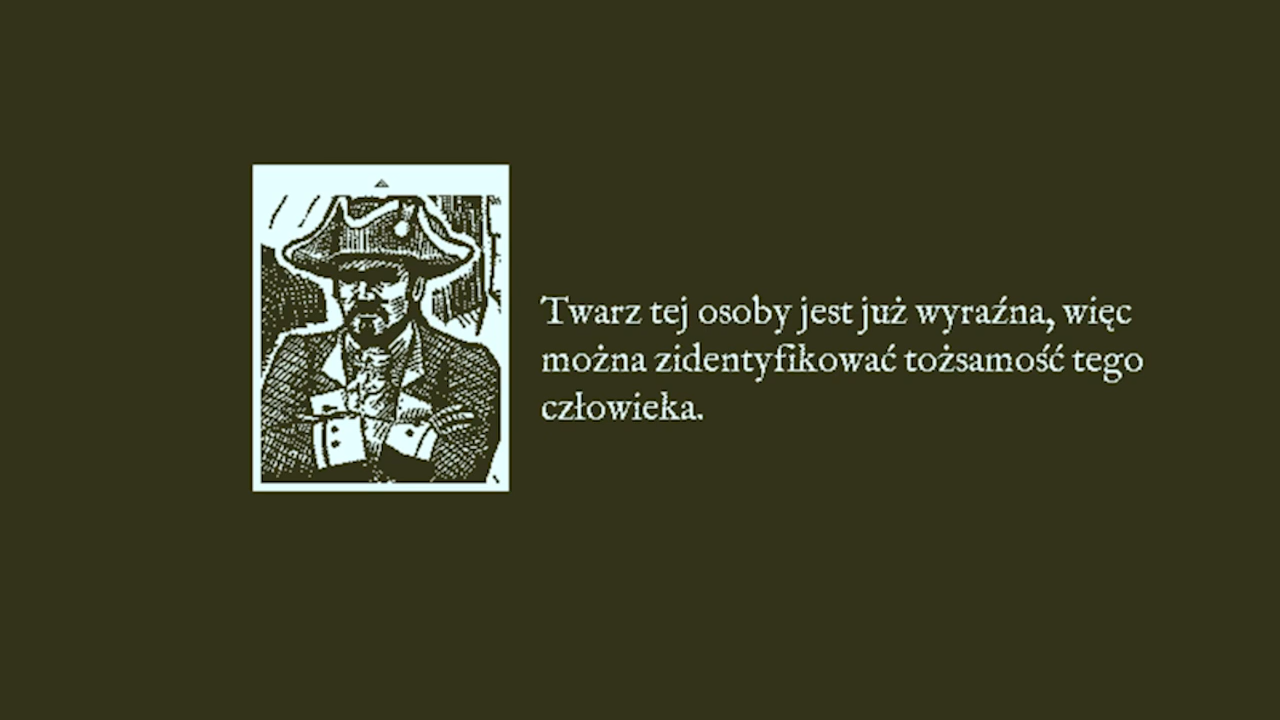 Twarz tej osoby jest już wyraźna, więc
można zidentyfikować tożsamość tego
człowieka.